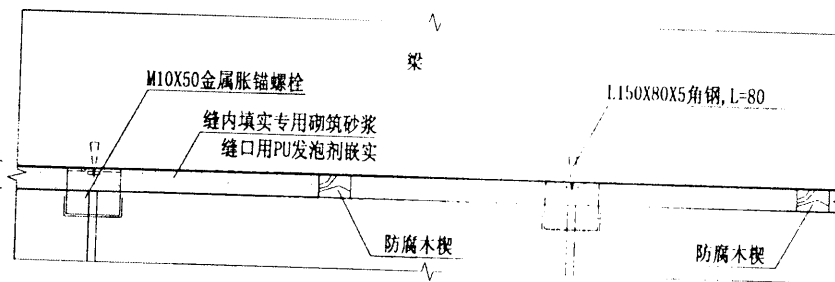 梁
M10X50金属胀锚螺栓
L150X80X5角钢,L=80
缝内填实专用砌筑砂浆
缝口用PU发泡剂嵌实
防腐木楔
防腐木楔